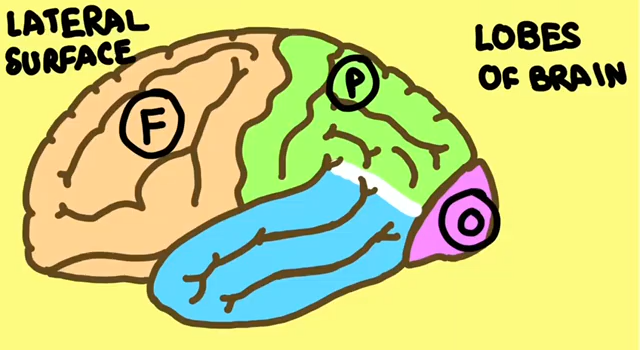 LATERAL
SURFACE
LOBES
OF BRAIN
F
P
O